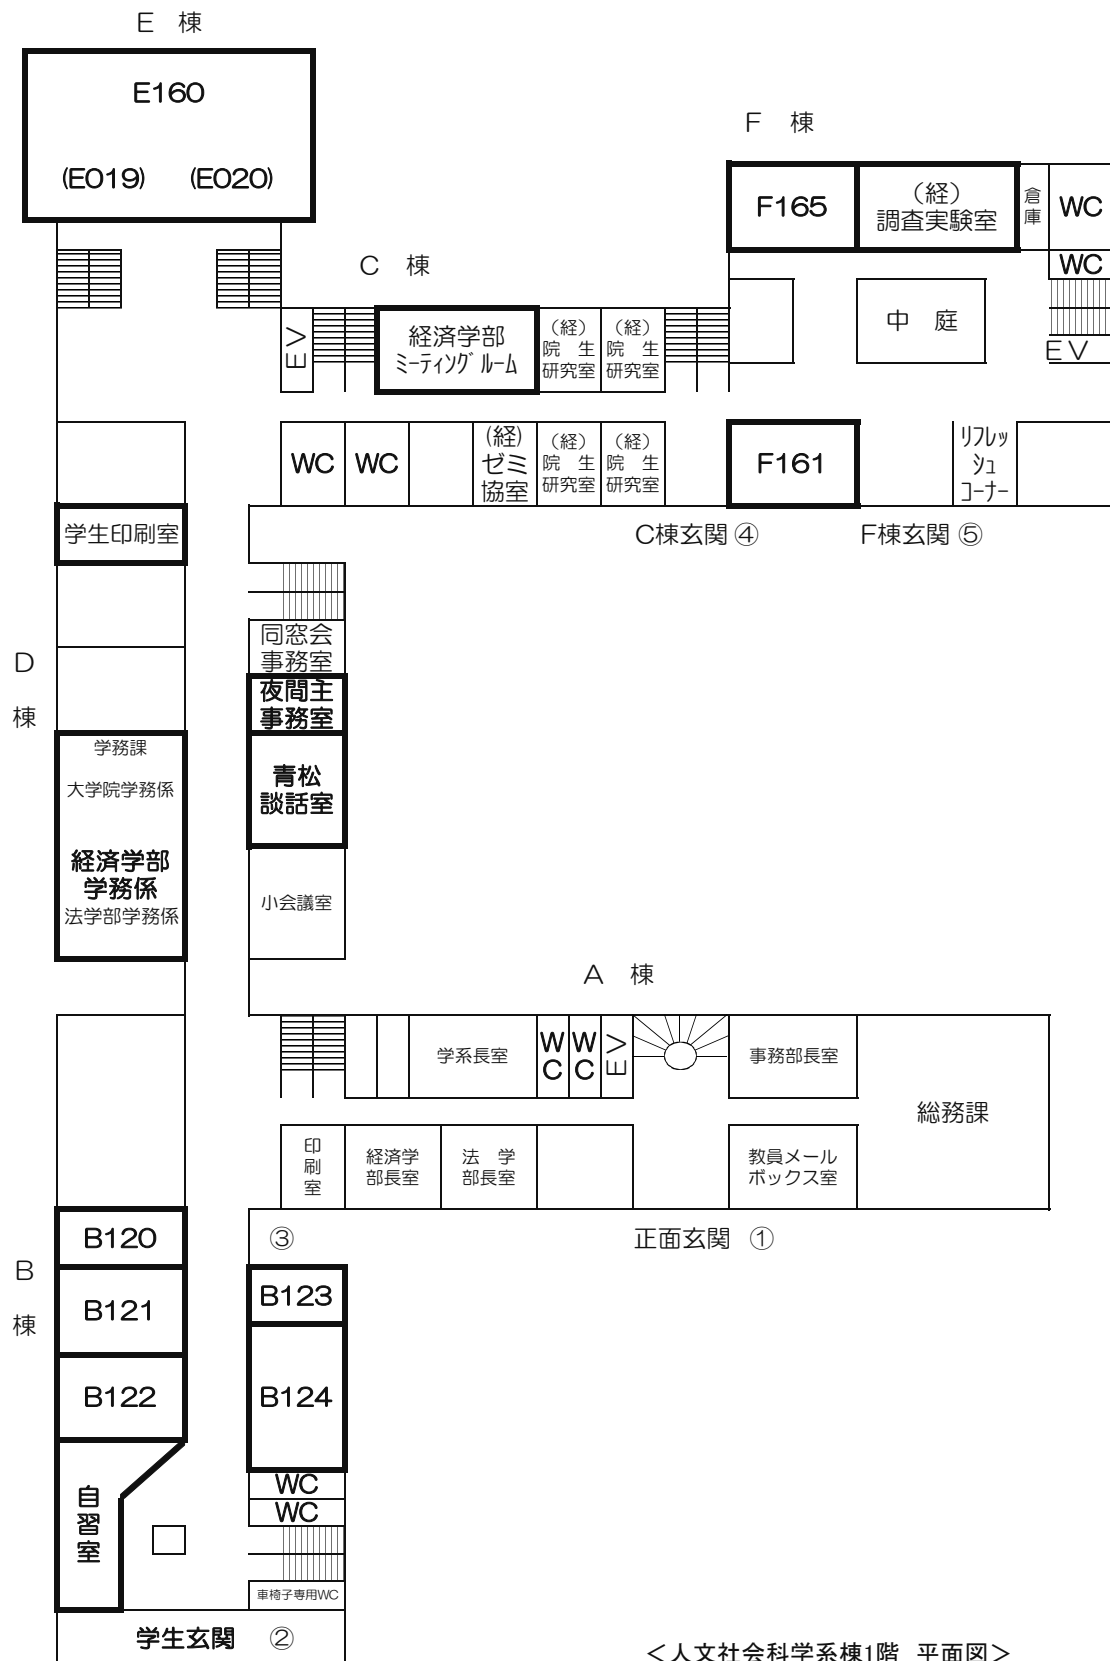 E 棟
E160
(E019) (E020)
F 棟
F165
(経)
調査実験室
倉
庫
WC
WC
中 庭
EV
C 棟
EV
経済学部
ミーティング ルーム
(経)
院 生
研究室
(経)
院 生
研究室
WC
WC
(経)
ゼミ
協室
(経)
院 生
研究室
(経)
院 生
研究室
F161
リフレッ
シュ
コーナー
C棟玄関 ④
F棟玄関 ⑤
学生印刷室
同窓会
事務室
夜間主
事務室
青松
談話室
小会議室
D
棟
学務課
大学院学務係
経済学部
学務係
法学部学務係
A 棟
学系長室
W
C
W
C
EV
事務部長室
総務課
印
刷
室
経済学
部長室
法 学
部長室
教員メール
ボックス室
③
正面玄関 ①
B
棟
B120
B121
B122
B123
B124
WC
WC
自
習
室
車椅子専用WC
学生玄関 ②
<人文社会科学系棟1階 平面図>